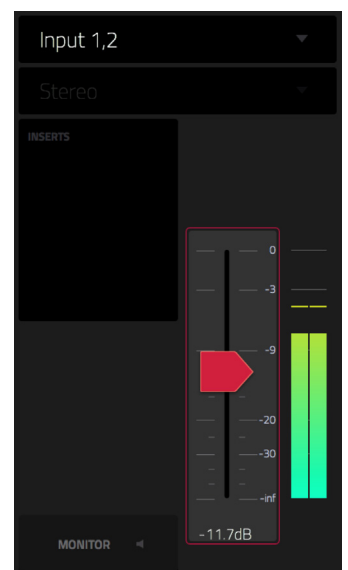 Input 1,2
Stereo
INSERTS
0
-3
-9
-20
-30
-inf
-11.7dB
MONITOR